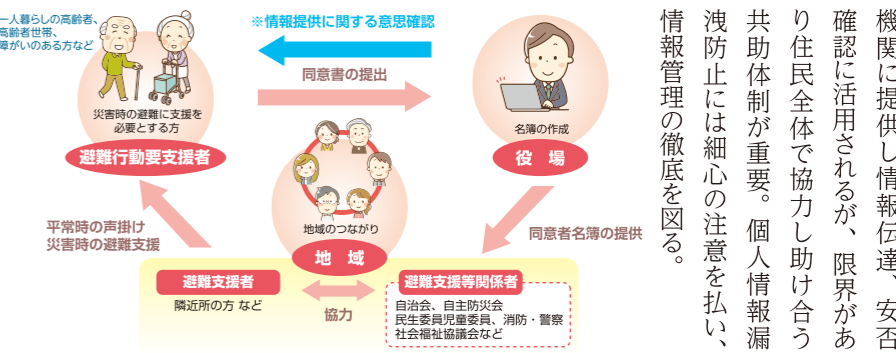 一人暮らしの高齢者、
高齢者世帯、
障がいのある方など
※情報提供に関する意思確認
同意書の提出
災害時の避難に支援を
必要とする方
避難行動要支援者
名簿の作成
役 場
地域のつながり
地 域
平常時の声掛け
災害時の避難支援
同意者名簿の提供
避難支援者
隣近所の方 など
協力
避難支援等関係者
自治会、自主防災会
民生委員児童委員、消防・警察
社会福祉協議会など
機関に提供し情報伝達、安否
確認に活用されるが、限界があ
り住民全体で協力し助け合う
共助体制が重要。個人情報漏
洩防止には細心の注意を払い、
情報管理の徹底を図る。